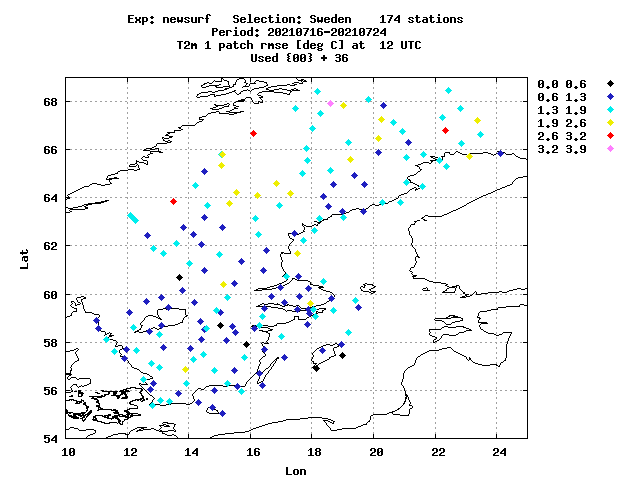 Exp: newsurf Selection: Sweden 174 stations
Period: 20210716-20210724
T2m 1 patch rmse [deg C] at 12 UTC
Used {00} + 36
0.0 0.6
0.6 1.3
1.3 1.9
1.9 2.6
2.6 3.2
3.2 3.9
68
66
64
62
60
58
56
54
Lat
10 12 14 16 18 20 22 24
Lon